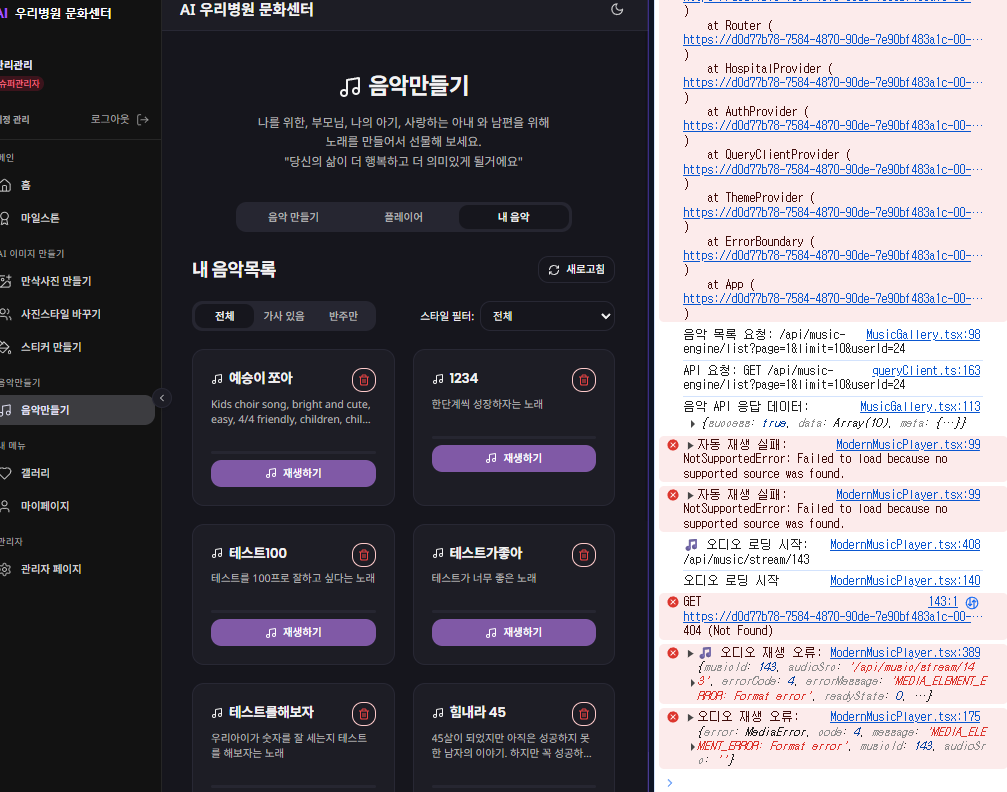 AI 우리병원 문화센터
관리관리
슈퍼관리자
로그아웃
메인
홈
마일스톤
AI 이미지 만들기
만삭사진 만들기
사진스타일 바꾸기
스티커 만들기
음악만들기
음악만들기
내 메뉴
갤러리
마이페이지
관리자
관리자 페이지
AI 우리병원 문화센터
음악만들기
나를 위한, 부모님, 나의 아기, 사랑하는 아내 와 남편을 위해
노래를 만들어서 선물해 보세요.
"당신의 삶이 더 행복하고 더 의미있게 될거에요"
음악 만들기 플레이어 내 음악
내 음악목록 새로고침
전체 가사 있음 반주만 스타일 필터: 전체
예승이 쪼아
Kids choir song, bright and cute,
easy, 4/4 friendly, children, chil...
재생하기
1234
한단계씩 성장하자는 노래
재생하기
테스트100
테스트를 100프로 잘하고 싶다는 노래
재생하기
테스트가좋아
테스트가 너무 좋은 노래
재생하기
테스트를해보자
우리아이가 숫자를 잘 세는지 테스트
를 해보자는 노래
힘내라 45
45살이 되었지만 아직은 성공하지 못
한 남자의 이야기. 하지만 꼭 성공하...
)
at Router (
https://d0d77b78-7584-4870-90de-7e90bf483a1c-00-…
)
at HospitalProvider (
https://d0d77b78-7584-4870-90de-7e90bf483a1c-00-…
)
at AuthProvider (
https://d0d77b78-7584-4870-90de-7e90bf483a1c-00-…
)
at QueryClientProvider (
https://d0d77b78-7584-4870-90de-7e90bf483a1c-00-…
)
at ThemeProvider (
https://d0d77b78-7584-4870-90de-7e90bf483a1c-00-…
)
at ErrorBoundary (
https://d0d77b78-7584-4870-90de-7e90bf483a1c-00-…
)
at App (
https://d0d77b78-7584-4870-90de-7e90bf483a1c-00-…
)
음악 목록 요청: /api/music- MusicGallery.tsx:98
engine/list?page=1&limit=10&userId=24
API 요청: GET /api/music- queryClient.ts:163
engine/list?page=1&limit=10&userId=24
음악 API 응답 데이터: MusicGallery.tsx:113
{success: true, data: Array(10), meta: {…}}
자동 재생 실패: ModernMusicPlayer.tsx:99
NotSupportedError: Failed to load because no
supported source was found.
자동 재생 실패: ModernMusicPlayer.tsx:99
NotSupportedError: Failed to load because no
supported source was found.
🎵 오디오 로딩 시작: ModernMusicPlayer.tsx:408
/api/music/stream/143
오디오 로딩 시작 ModernMusicPlayer.tsx:140
GET 143:1
https://d0d77b78-7584-4870-90de-7e90bf483a1c-00-…
404 (Not Found)
🎵 오디오 재생 오류: ModernMusicPlayer.tsx:389
{musicId: 143, audioSrc: '/api/music/stream/14
3', errorCode: 4, errorMessage: 'MEDIA_ELEMENT_E
RROR: Format error', readyState: 0, …}
오디오 재생 오류: ModernMusicPlayer.tsx:175
{error: MediaError, code: 4, message: 'MEDIA_ELE
MENT_ERROR: Format error', musicId: 143, audioSr
c: ''}